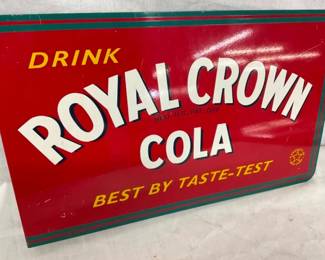 DRINK
ROYAL CROWN
COLA
BEST BY TASTE-TEST